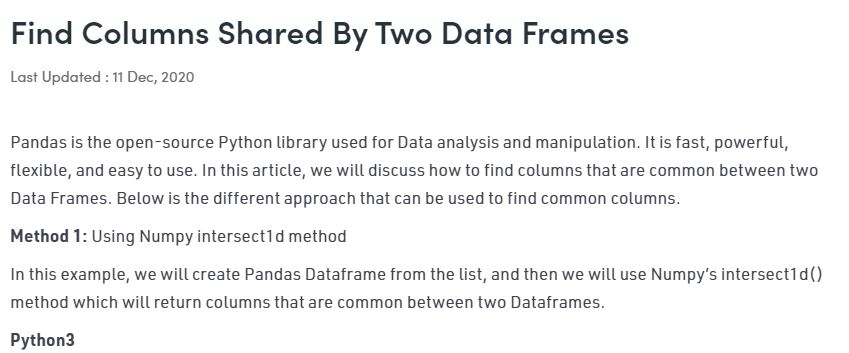 Find Columns Shared By Two Data Frames
Last Updated : 11 Dec, 2020
Pandas is the open-source Python library used for Data analysis and manipulation. It is fast, powerful,
flexible, and easy to use. In this article, we will discuss how to find columns that are common between two
Data Frames. Below is the different approach that can be used to find common columns.
Method 1: Using Numpy intersect1d method
In this example, we will create Pandas Dataframe from the list, and then we will use Numpy’s intersect1d()
method which will return columns that are common between two Dataframes.
Python3